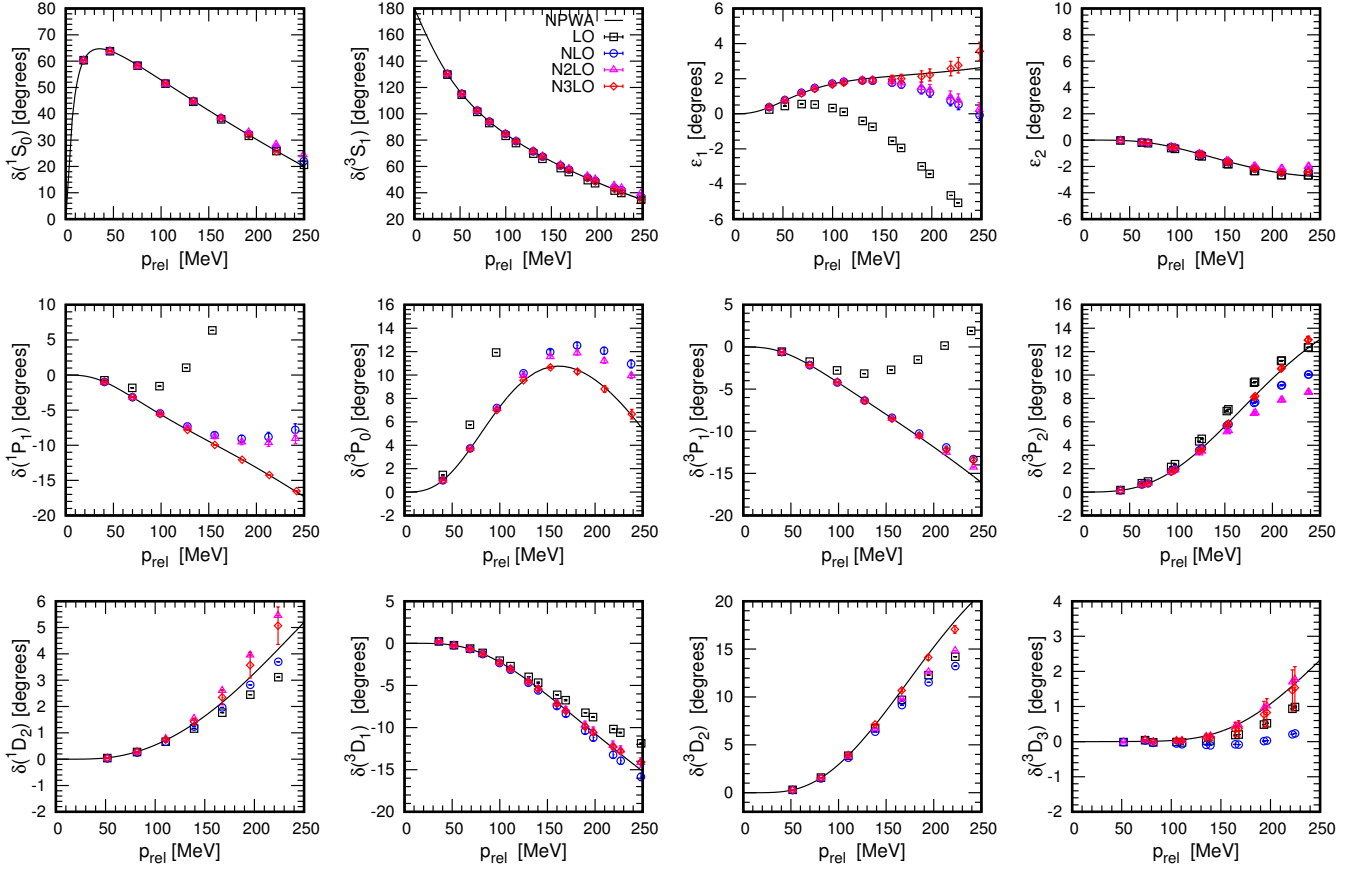 80
70
60
50
40
30
20
10
0
0 50 100 150 200 250
δ(¹S₀) [degrees]
p_rel [MeV]
180
160
140
120
100
80
60
40
20
0 50 100 150 200 250
δ(³S₁) [degrees]
p_rel [MeV]
NPWA
LO
NLO
N2LO
N3LO
6
4
2
0
-2
-4
-6
0 50 100 150 200 250
ε₁ [degrees]
p_rel [MeV]
10
8
6
4
2
0
-2
-4
-6
0 50 100 150 200 250
ε₂ [degrees]
p_rel [MeV]
10
5
0
-5
-10
-15
-20
0 50 100 150 200 250
δ(¹P₁) [degrees]
p_rel [MeV]
16
14
12
10
8
6
4
2
0
-2
0 50 100 150 200 250
δ(³P₀) [degrees]
p_rel [MeV]
5
0
-5
-10
-15
-20
0 50 100 150 200 250
δ(³P₁) [degrees]
p_rel [MeV]
16
14
12
10
8
6
4
2
0
-2
0 50 100 150 200 250
δ(³P₂) [degrees]
p_rel [MeV]
6
5
4
3
2
1
0
-1
-2
0 50 100 150 200 250
δ(¹D₂) [degrees]
p_rel [MeV]
5
0
-5
-10
-15
-20
0 50 100 150 200 250
δ(³D₁) [degrees]
p_rel [MeV]
20
15
10
5
0
0 50 100 150 200 250
δ(³D₂) [degrees]
p_rel [MeV]
4
3
2
1
0
-1
-2
0 50 100 150 200 250
δ(³D₃) [degrees]
p_rel [MeV]